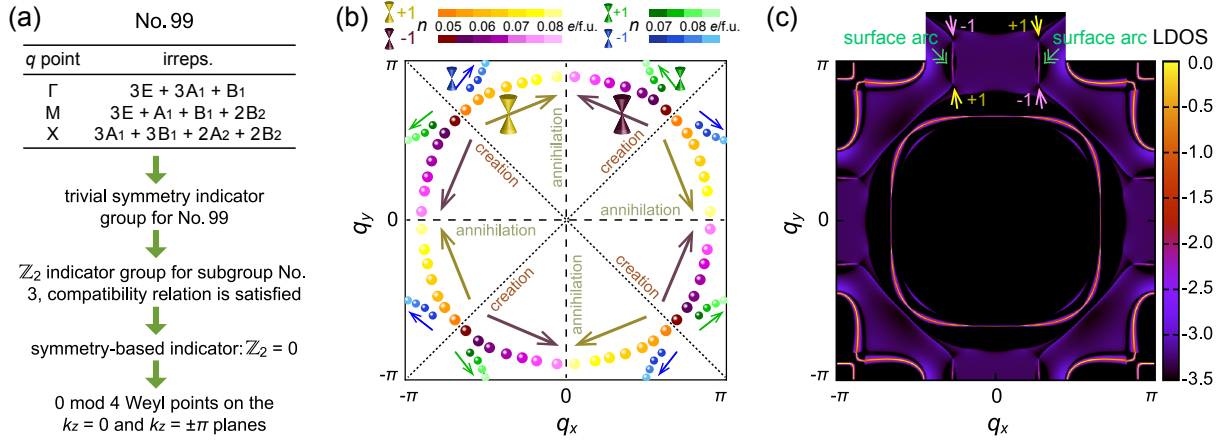 (a)
No. 99
q point irreps.
Γ 3E + 3A1 + B1
M 3E + A1 + B1 + 2B2
X 3A1 + 3B1 + 2A2 + 2B2
trivial symmetry indicator
group for No. 99
ℤ2 indicator group for subgroup No.
3, compatibility relation is satisfied
symmetry-based indicator: ℤ2 = 0
0 mod 4 Weyl points on the
kz = 0 and kz = ±π planes
(b)
+1 n 0.05 0.06 0.07 0.08 e/f.u.
-1
+1 n 0.07 0.08 e/f.u.
-1
π
0
-π
qy
-π 0 π
qx
creation
creation
creation
creation
annihilation
annihilation
annihilation
annihilation
(c)
-1 +1
surface arc surface arc
+1 -1
LDOS
0.0
-0.5
-1.0
-1.5
-2.0
-2.5
-3.0
-3.5
π
0
-π
qy
-π 0 π
qx